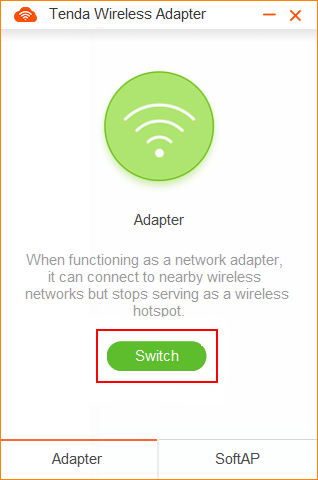 Tenda Wireless Adapter
Adapter
When functioning as a network adapter,
it can connect to nearby wireless
networks but stops serving as a wireless
hotspot.
Switch
Adapter
SoftAP